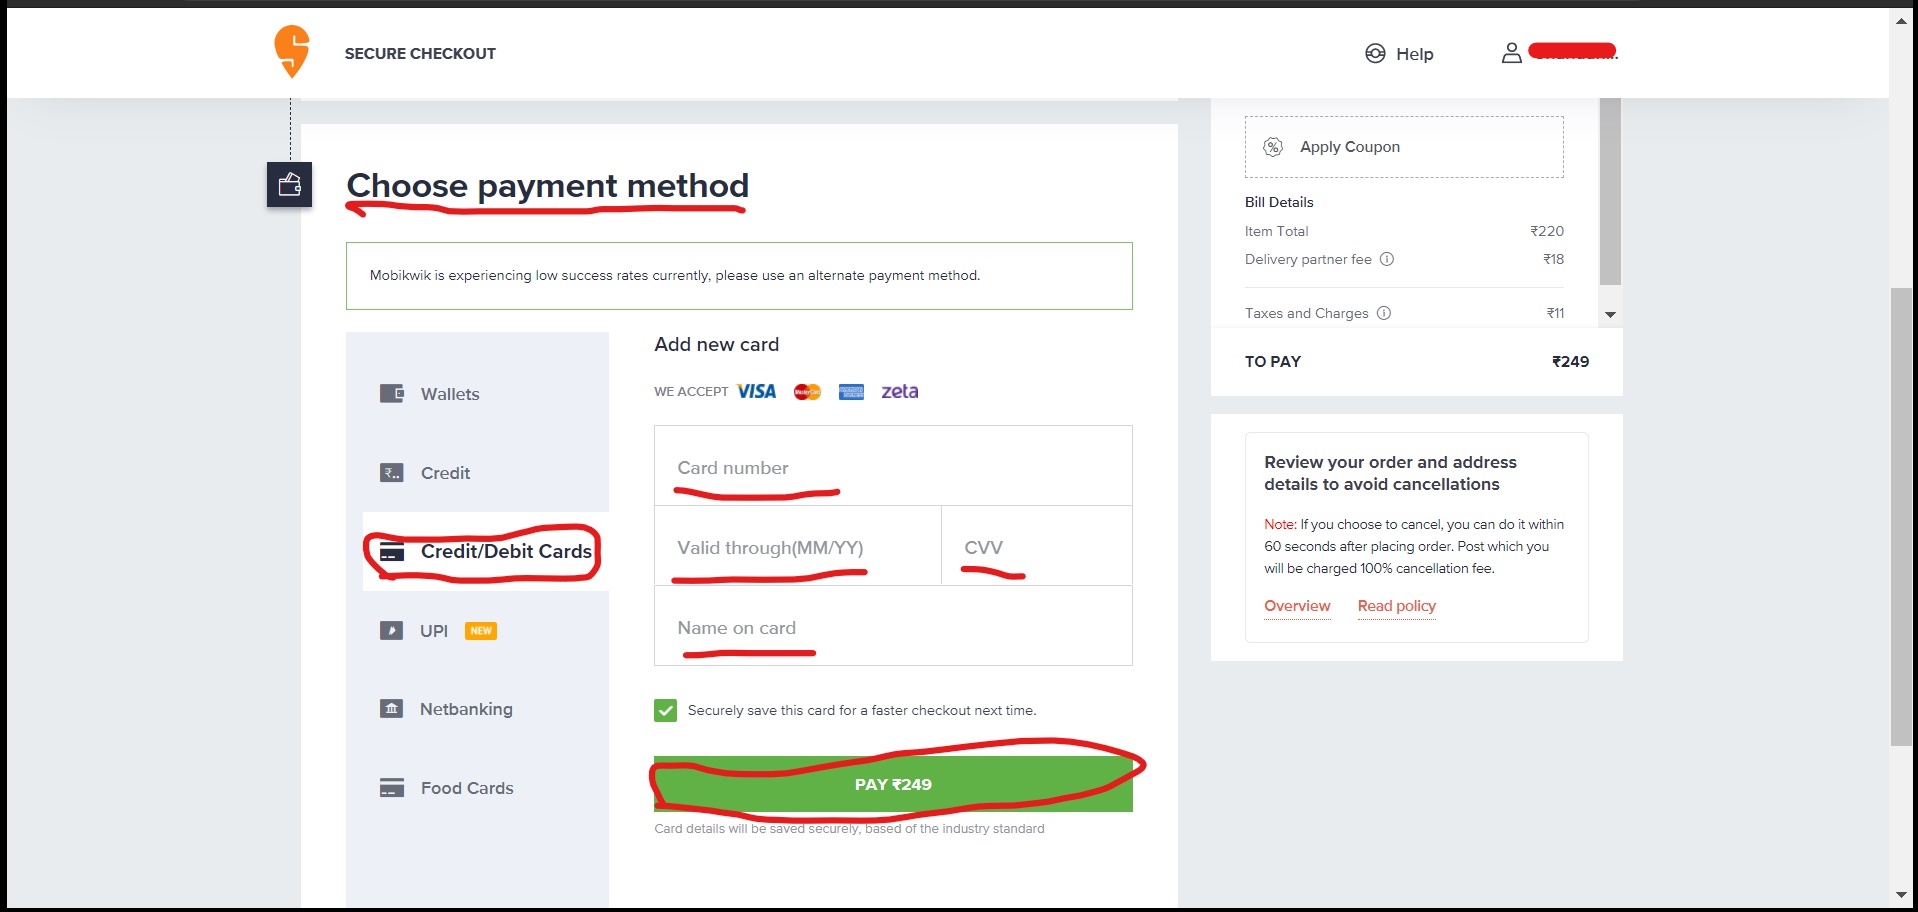 SECURE CHECKOUT
Help
Choose payment method
Mobikwik is experiencing low success rates currently, please use an alternate payment method.
Wallets
Credit
Credit/Debit Cards
UPI NEW
Netbanking
Food Cards
Add new card
WE ACCEPT VISA MasterCard zeta
Card number
Valid through(MM/YY) CVV
Name on card
Securely save this card for a faster checkout next time.
PAY ₹249
Card details will be saved securely, based of the industry standard
Apply Coupon
Bill Details
Item Total ₹220
Delivery partner fee ₹18
Taxes and Charges ₹11
TO PAY ₹249
Review your order and address
details to avoid cancellations
Note: If you choose to cancel, you can do it within
60 seconds after placing order. Post which you
will be charged 100% cancellation fee.
Overview Read policy